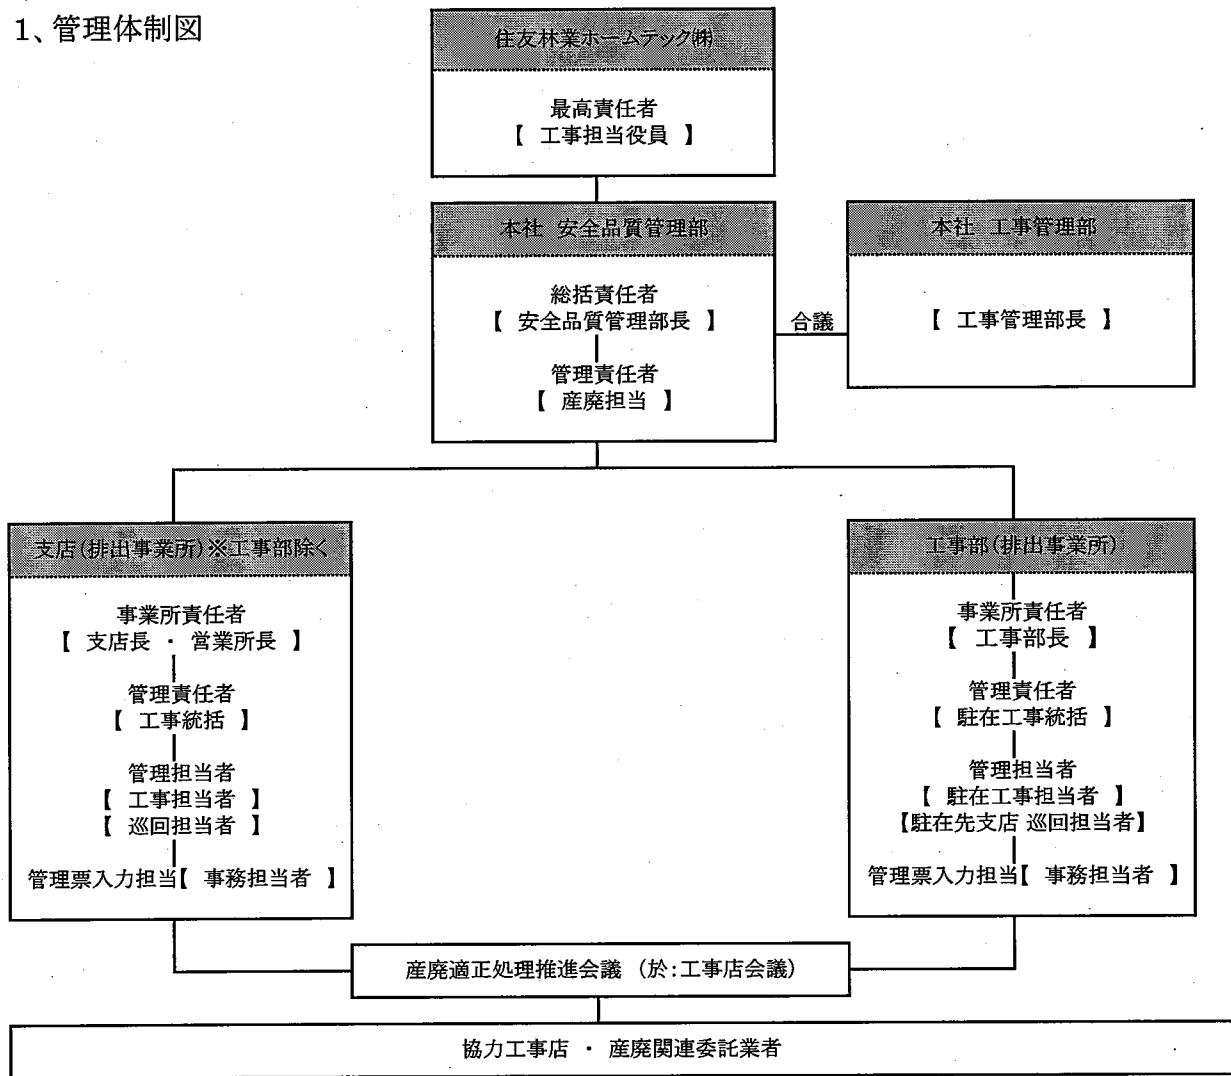 1、管理体制図
住友林業ホームテック㈱
最高責任者
【 工事担当役員 】
本社 安全品質管理部
総括責任者
【 安全品質管理部長 】
管理責任者
【 産廃担当 】
合議
本社 工事管理部
【 工事管理部長 】
支店(排出事業所)※工事部除く
事業所責任者
【 支店長 ・ 営業所長 】
管理責任者
【 工事統括 】
管理担当者
【 工事担当者 】
【 巡回担当者 】
管理票入力担当【 事務担当者 】
工事部(排出事業所)
事業所責任者
【 工事部長 】
管理責任者
【 駐在工事統括 】
管理担当者
【 駐在工事担当者 】
【駐在先支店 巡回担当者】
管理票入力担当【 事務担当者 】
産廃適正処理推進会議 (於:工事店会議)
協力工事店 ・ 産廃関連委託業者